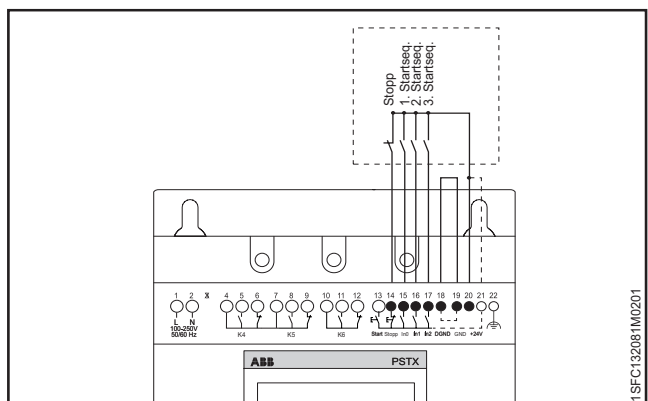 Stopp
1. Startseq.
2. Startseq.
3. Startseq.
1 2 4 5 6 7 8 9 10 11 12 13 14 15 16 17 18 19 20 21 22
L N
100-250V
50/60 Hz
K4 K5 K6 Start Stopp In0 In1 In2 DGND GND +24V
ABB PSTX
1SFC132081M0201